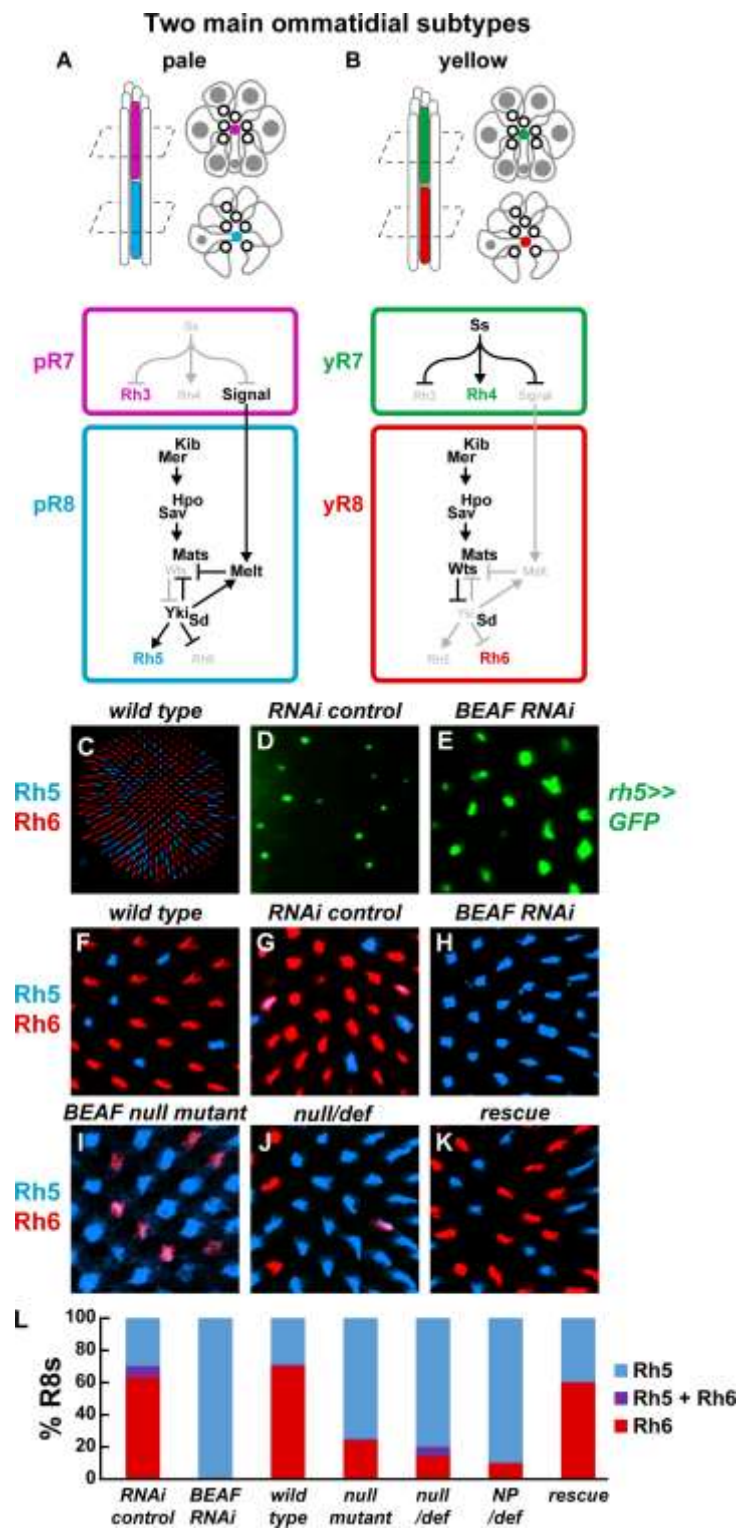 Two main ommatidial subtypes
A pale B yellow
pR7
Ss
Rh3 Rh4 Signal
yR7
Ss
Rh3 Rh4 Signal
pR8
Kib
Mer
Hpo
Sav
Mats
Wts Melt
Yki
Sd
Rh5 Rh6
yR8
Kib
Mer
Hpo
Sav
Mats
Wts Melt
Yki
Sd
Rh5 Rh6
wild type RNAi control BEAF RNAi
C D E
Rh5
Rh6
rh5>>
GFP
wild type RNAi control BEAF RNAi
F G H
Rh5
Rh6
BEAF null mutant null/def rescue
I J K
Rh5
Rh6
L
% R8s
100
80
60
40
20
0
RNAi control
BEAF RNAi
wild type
null mutant
null /def
NP /def
rescue
Rh5
Rh5 + Rh6
Rh6